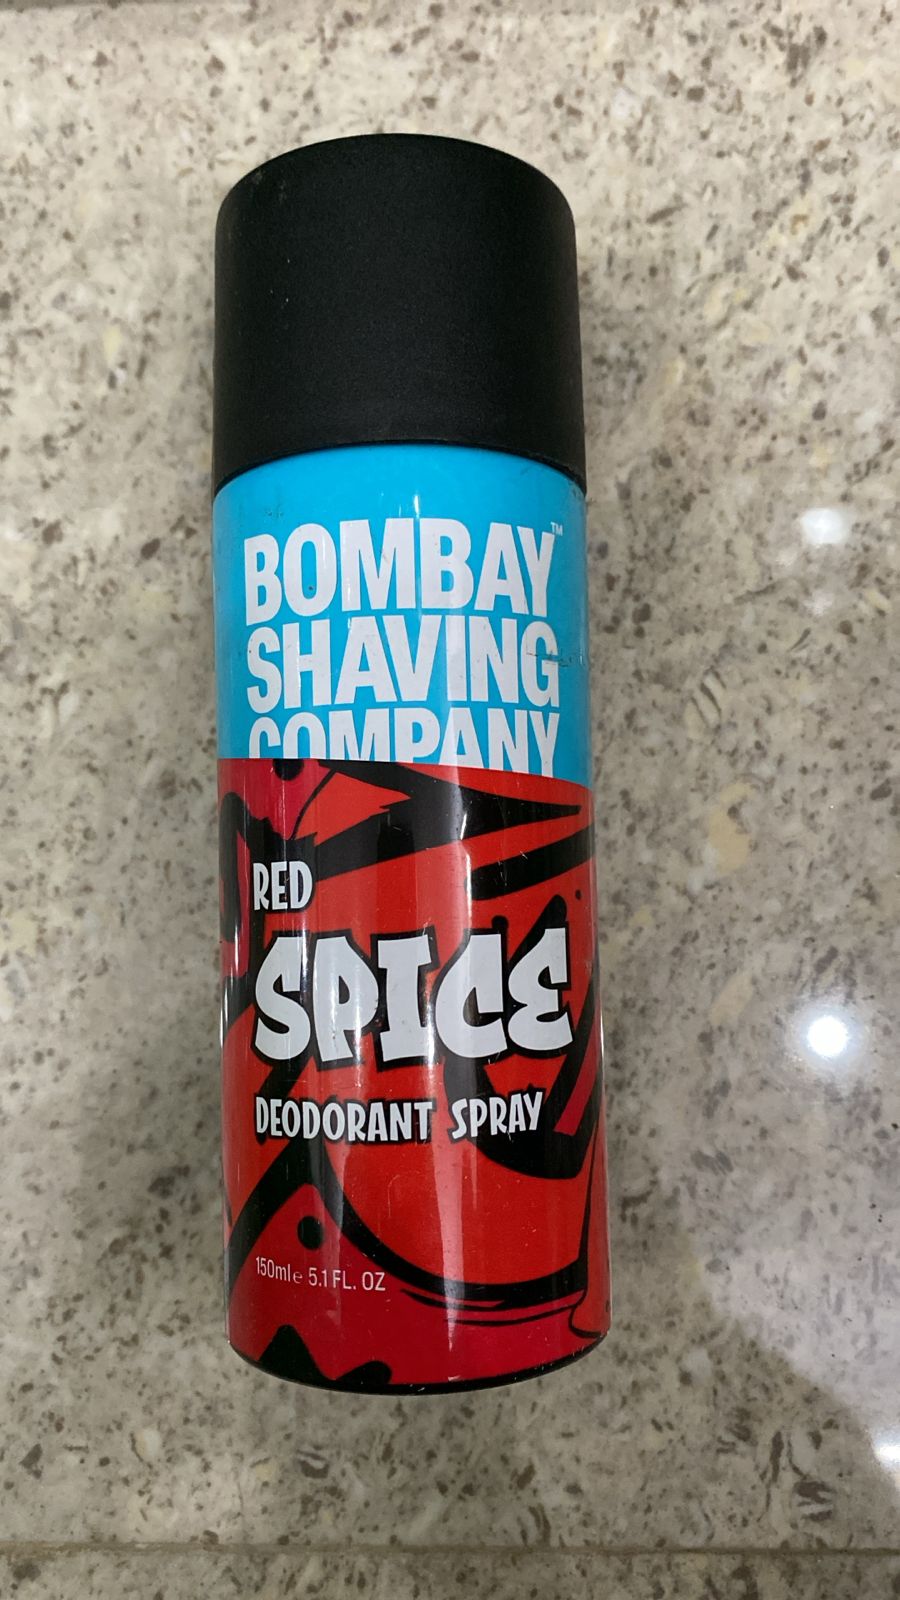 BOMBAY™
SHAVING
COMPANY
RED
SPICE
DEODORANT SPRAY
150ml℮ 5.1 FL. OZ